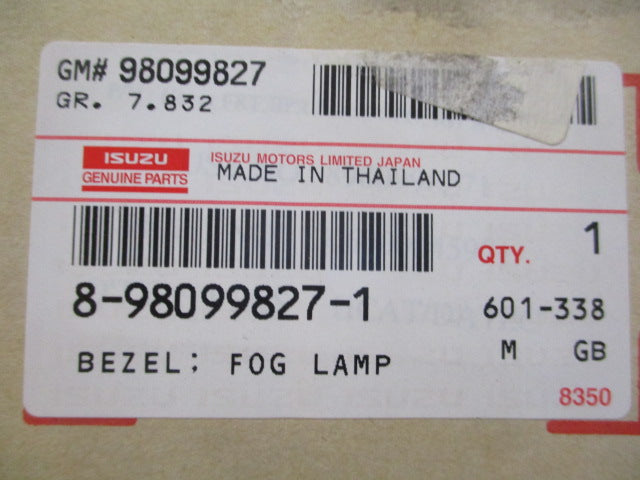 GM# 98099827
GR. 7.832
ISUZU
GENUINE PARTS
ISUZU MOTORS LIMITED JAPAN
MADE IN THAILAND
QTY. 1
8-98099827-1
601-338
BEZEL: FOG LAMP
M GB
8350